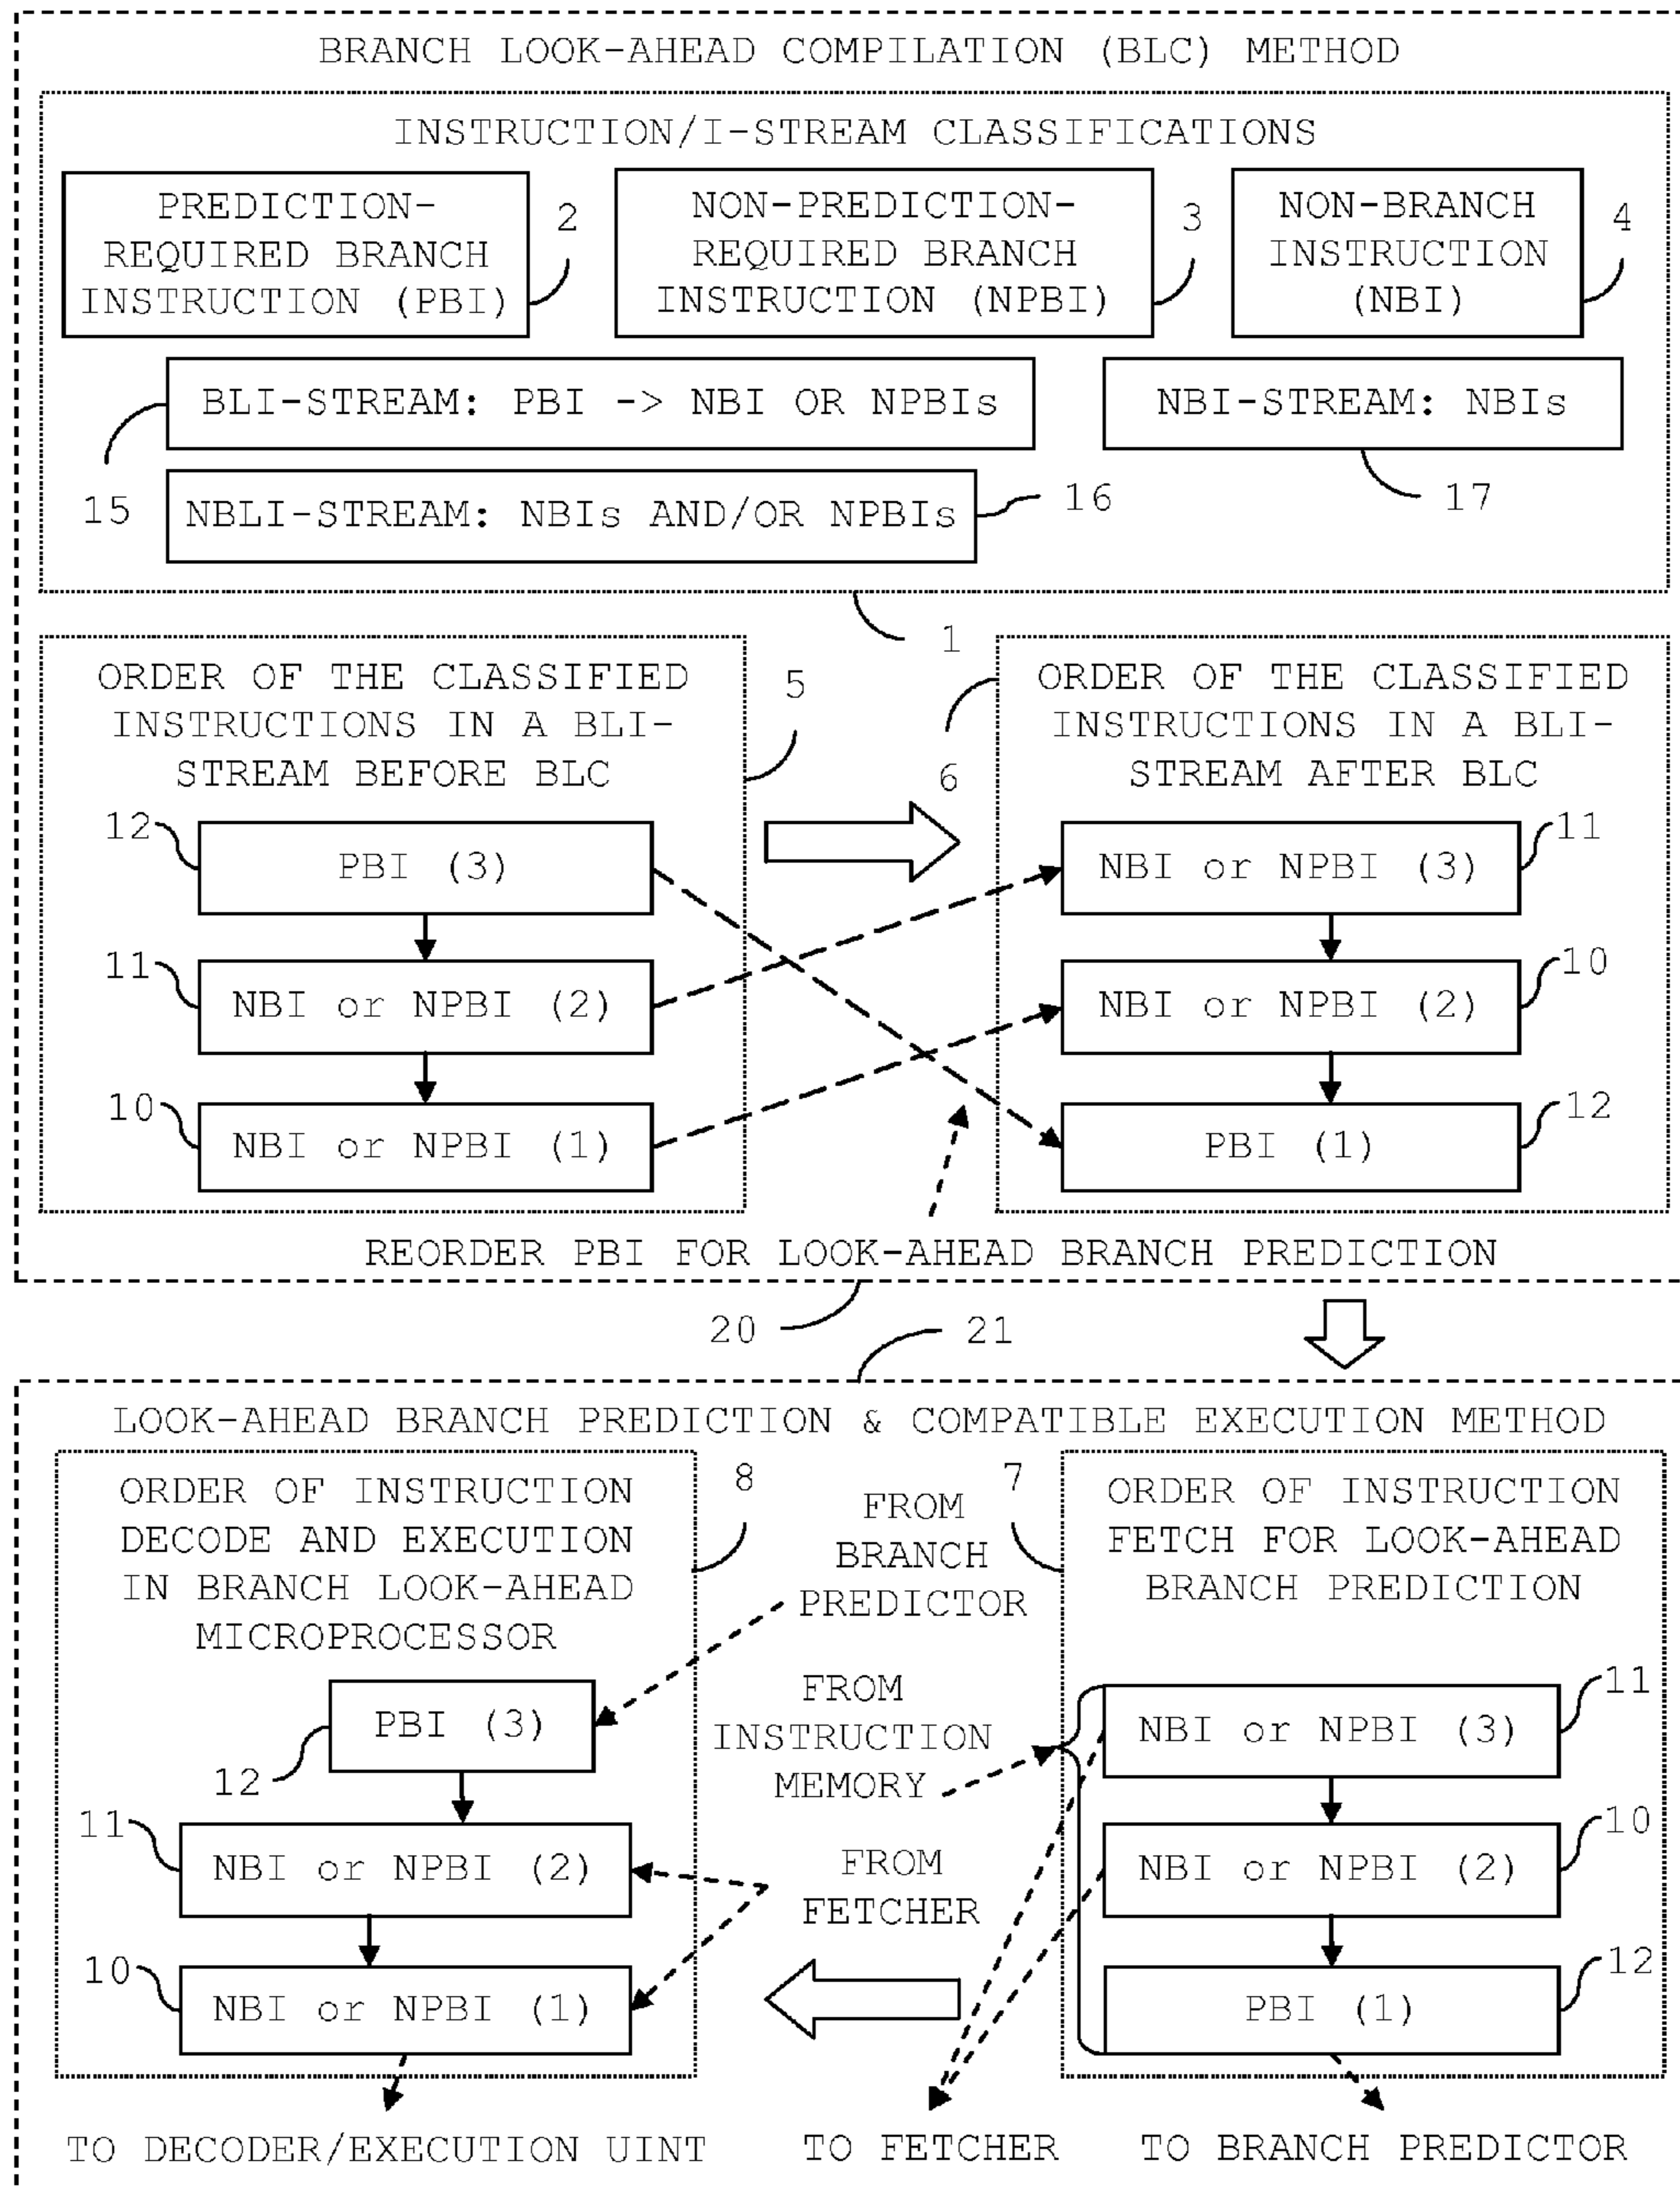 BRANCH LOOK-AHEAD COMPILATION (BLC) METHOD
INSTRUCTION/I-STREAM CLASSIFICATIONS
PREDICTION-
REQUIRED BRANCH
INSTRUCTION (PBI)
2
NON-PREDICTION-
REQUIRED BRANCH
INSTRUCTION (NPBI)
3
NON-BRANCH
INSTRUCTION
(NBI)
4
BLI-STREAM: PBI -> NBI OR NPBIs
15
NBI-STREAM: NBIs
17
NBLI-STREAM: NBIs AND/OR NPBIs
16
1
ORDER OF THE CLASSIFIED
INSTRUCTIONS IN A BLI-
STREAM BEFORE BLC
5
12
PBI (3)
11
NBI or NPBI (2)
10
NBI or NPBI (1)
6
ORDER OF THE CLASSIFIED
INSTRUCTIONS IN A BLI-
STREAM AFTER BLC
NBI or NPBI (3)
11
NBI or NPBI (2)
10
PBI (1)
12
REORDER PBI FOR LOOK-AHEAD BRANCH PREDICTION
20
21
LOOK-AHEAD BRANCH PREDICTION & COMPATIBLE EXECUTION METHOD
ORDER OF INSTRUCTION
DECODE AND EXECUTION
IN BRANCH LOOK-AHEAD
MICROPROCESSOR
8
PBI (3)
12
11
NBI or NPBI (2)
10
NBI or NPBI (1)
TO DECODER/EXECUTION UINT
FROM
BRANCH
PREDICTOR
FROM
INSTRUCTION
MEMORY
FROM
FETCHER
TO FETCHER
7
ORDER OF INSTRUCTION
FETCH FOR LOOK-AHEAD
BRANCH PREDICTION
NBI or NPBI (3)
11
NBI or NPBI (2)
10
PBI (1)
12
TO BRANCH PREDICTOR